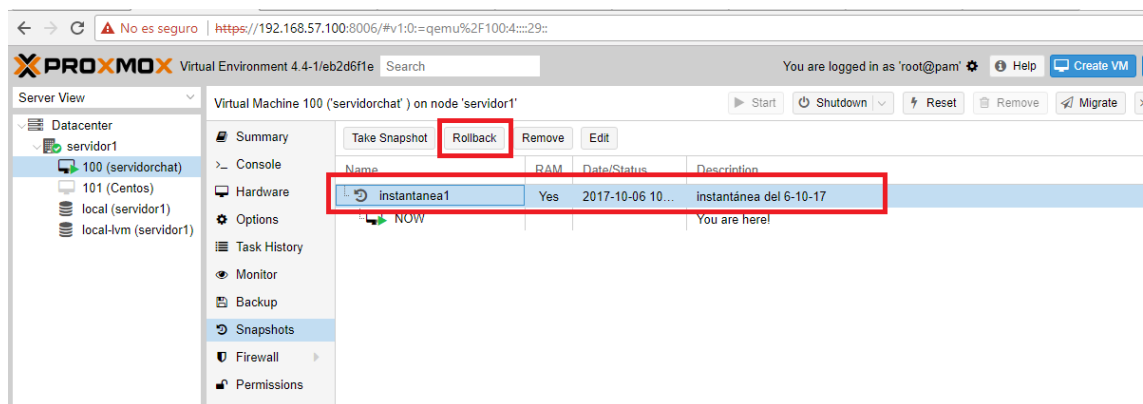 No es seguro | https://192.168.57.100:8006/#v1:0:=qemu%2F100:4::::29::
PROXMOX Virtual Environment 4.4-1/eb2d6f1e Search You are logged in as 'root@pam' Help Create VM
Server View Virtual Machine 100 ('servidorchat' ) on node 'servidor1' Start Shutdown Reset Remove Migrate
Datacenter Summary Take Snapshot Rollback Remove Edit
servidor1
100 (servidorchat) Console Name RAM Date/Status Description
101 (Centos) Hardware instantanea1 Yes 2017-10-06 10... instantánea del 6-10-17
local (servidor1) Options NOW You are here!
local-lvm (servidor1) Task History
Monitor
Backup
Snapshots
Firewall
Permissions